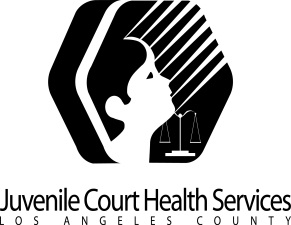 Juvenile Court Health Services
LOS ANGELES COUNTY